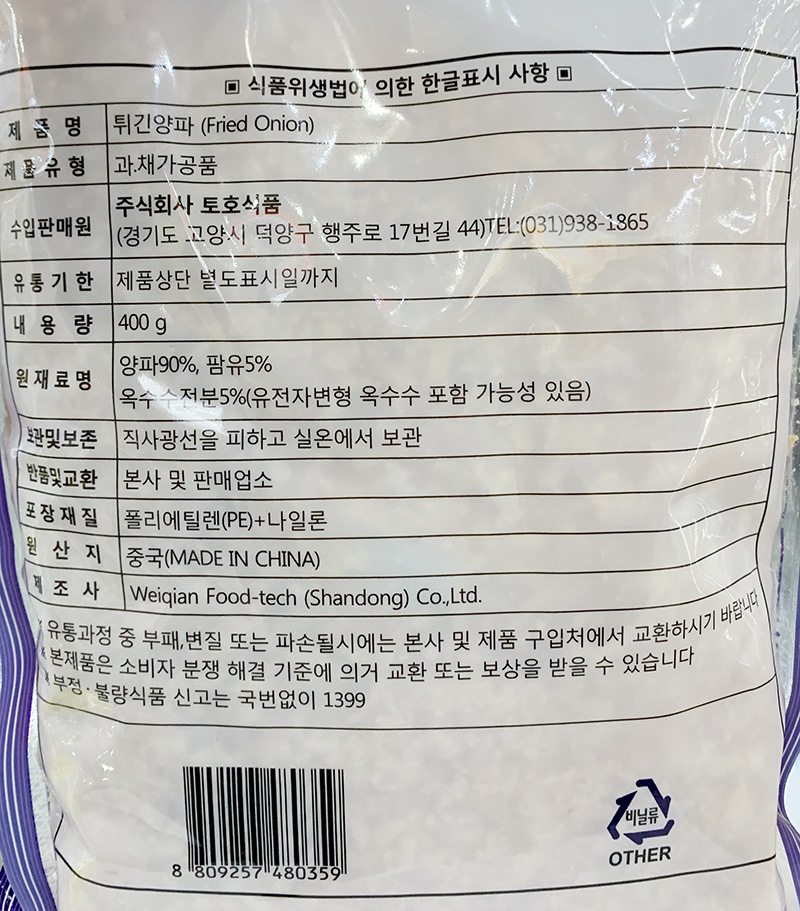 ▣ 식품위생법에 의한 한글표시 사항 ▣
제 품 명 튀긴양파 (Fried Onion)
제품유형 과.채가공품
수입판매원 주식회사 토호식품
(경기도 고양시 덕양구 행주로 17번길 44)TEL:(031)938-1865
유통기한 제품상단 별도표시일까지
내 용 량 400 g
원재료명 양파90%, 팜유5%
옥수수전분5%(유전자변형 옥수수 포함 가능성 있음)
보관및보존 직사광선을 피하고 실온에서 보관
반품및교환 본사 및 판매업소
포장재질 폴리에틸렌(PE)+나일론
원 산 지 중국(MADE IN CHINA)
제 조 사 Weiqian Food-tech (Shandong) Co.,Ltd.
※ 유통과정 중 부패,변질 또는 파손될시에는 본사 및 제품 구입처에서 교환하시기 바랍니다
※ 본제품은 소비자 분쟁 해결 기준에 의거 교환 또는 보상을 받을 수 있습니다
※ 부정·불량식품 신고는 국번없이 1399
비닐류
OTHER
8 809257 480359